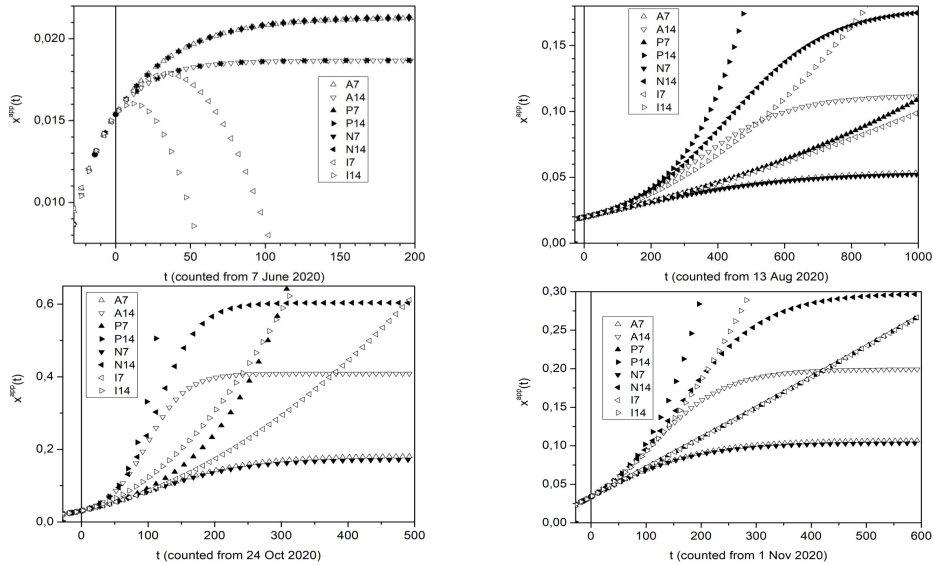 0,020
0,015
0,010
x^app(t)
A7
A14
P7
P14
N7
N14
I7
I14
0 50 100 150 200
t (counted from 7 June 2020)
0,15
0,10
0,05
0,00
x^app(t)
A7
A14
P7
P14
N7
N14
I7
I14
0 200 400 600 800 1000
t (counted from 13 Aug 2020)
0,6
0,4
0,2
0,0
x^app(t)
A7
A14
P7
P14
N7
N14
I7
I14
0 100 200 300 400 500
t (counted from 24 Oct 2020)
0,30
0,25
0,20
0,15
0,10
0,05
0,00
x^app(t)
A7
A14
P7
P14
N7
N14
I7
I14
0 100 200 300 400 500 600
t (counted from 1 Nov 2020)